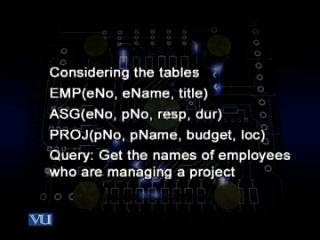 Considering the tables
EMP(eNo, eName, title)
ASG(eNo, pNo, resp, dur)
PROJ(pNo, pName, budget, loc)
Query: Get the names of employees
who are managing a project
VU